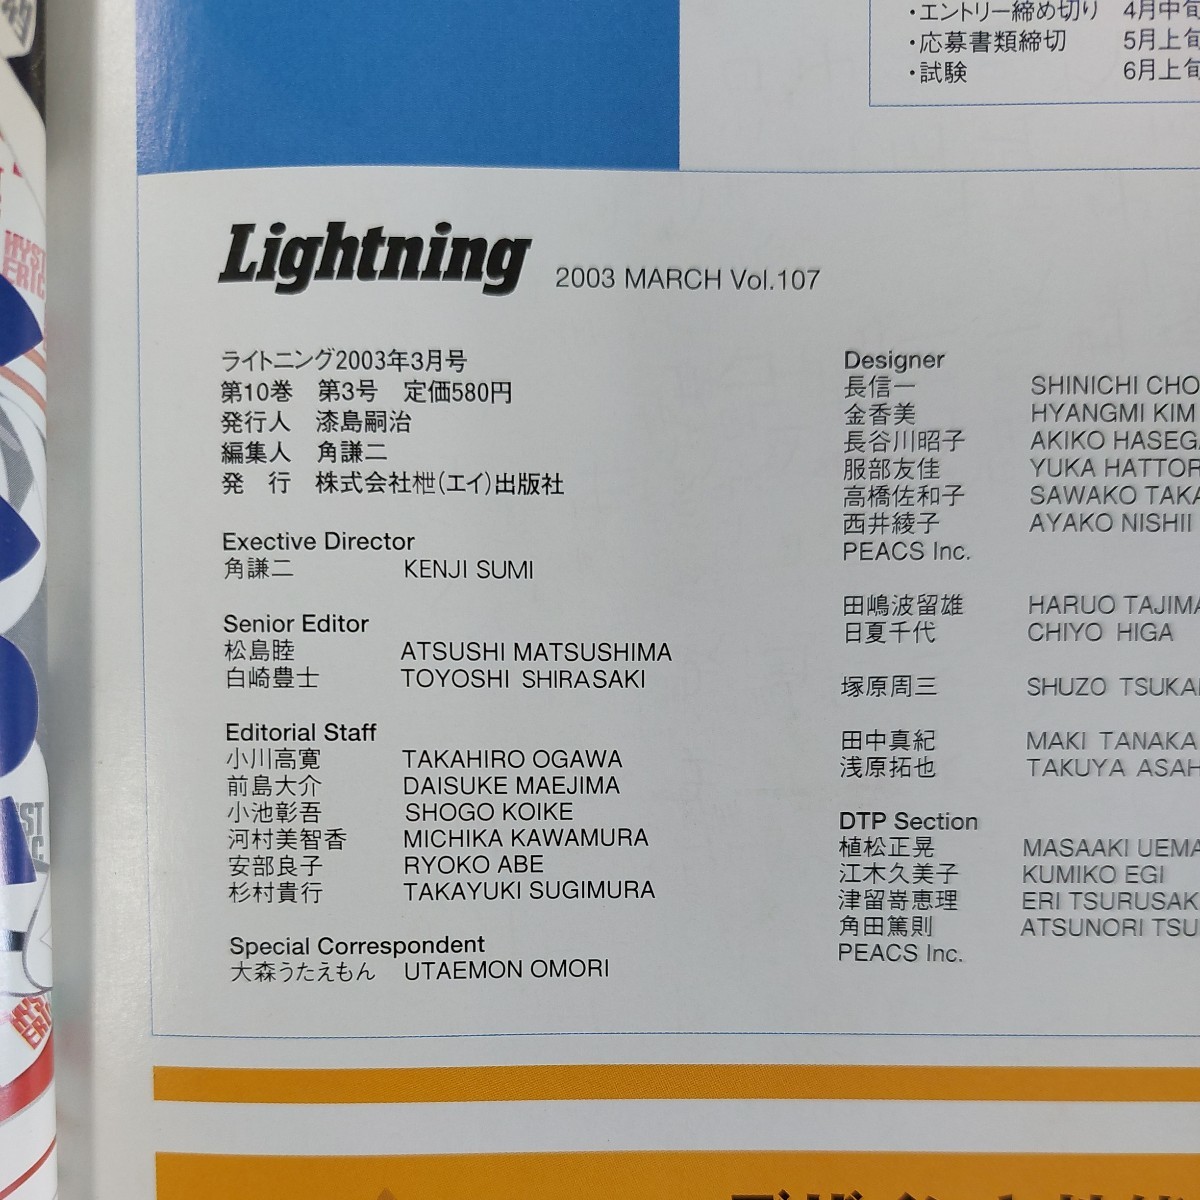 ・エントリー締め切り 4月中旬
・応募書類締切 5月上旬
・試験 6月上旬
Lightning 2003 MARCH Vol.107
ライトニング2003年3月号
第10巻 第3号 定価580円
発行人 漆島嗣治
編集人 角謙二
発 行 株式会社枻(エイ)出版社
Exective Director
角謙二 KENJI SUMI
Senior Editor
松島睦 ATSUSHI MATSUSHIMA
白崎豊士 TOYOSHI SHIRASAKI
Editorial Staff
小川高寛 TAKAHIRO OGAWA
前島大介 DAISUKE MAEJIMA
小池彰吾 SHOGO KOIKE
河村美智香 MICHIKA KAWAMURA
安部良子 RYOKO ABE
杉村貴行 TAKAYUKI SUGIMURA
Special Correspondent
大森うたえもん UTAEMON OMORI
Designer
長信一 SHINICHI CHO
金香美 HYANGMI KIM
長谷川昭子 AKIKO HASEGA
服部友佳 YUKA HATTOR
高橋佐和子 SAWAKO TAKA
西井綾子 AYAKO NISHII
PEACS Inc.
田嶋波留雄 HARUO TAJIMA
日夏千代 CHIYO HIGA
塚原周三 SHUZO TSUKA
田中真紀 MAKI TANAKA
浅原拓也 TAKUYA ASAH
DTP Section
植松正晃 MASAAKI UEMA
江木久美子 KUMIKO EGI
津留嵜恵理 ERI TSURUSAK
角田篤則 ATSUNORI TSU
PEACS Inc.
HYST
ERIC